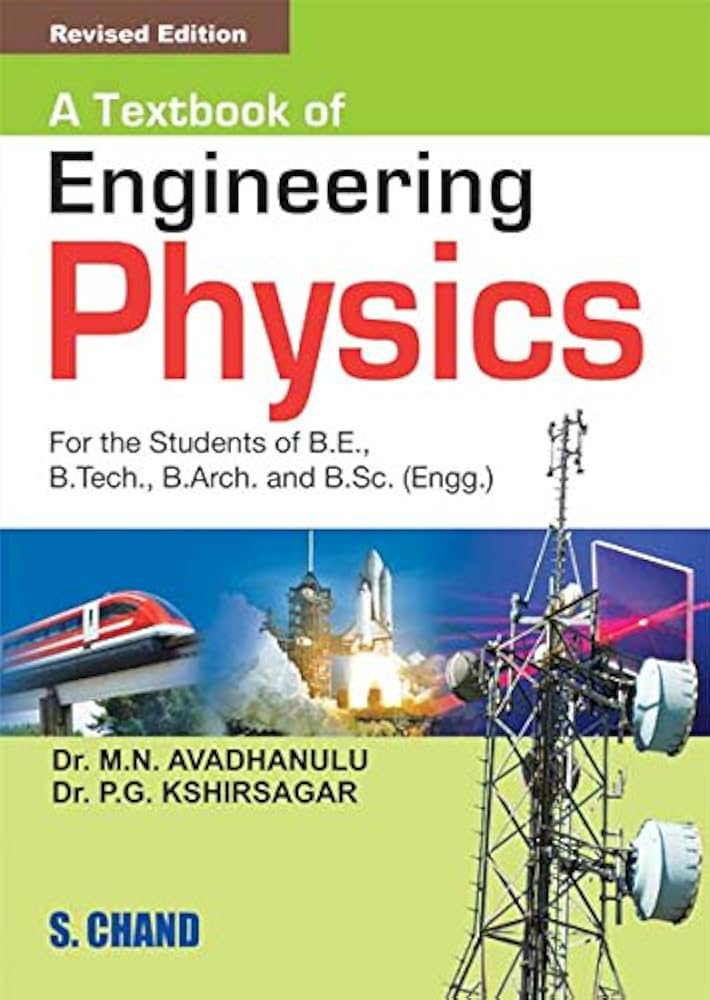 Revised Edition
A Textbook of
Engineering
Physics
For the Students of B.E.,
B.Tech., B.Arch. and B.Sc. (Engg.)
Dr. M.N. AVADHANULU
Dr. P.G. KSHIRSAGAR
S. CHAND